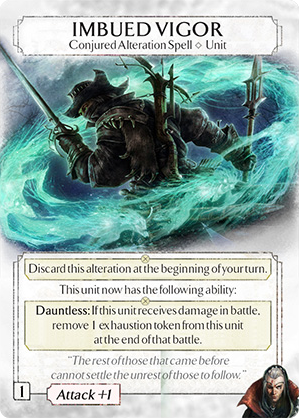 IMBUED VIGOR
Conjured Alteration Spell ◇ Unit
Discard this alteration at the beginning of your turn.
This unit now has the following ability:
Dauntless: If this unit receives damage in battle,
remove 1 exhaustion token from this unit
at the end of that battle.
"The rest of those that came before
cannot settle the unrest of those to follow."
1
Attack +1